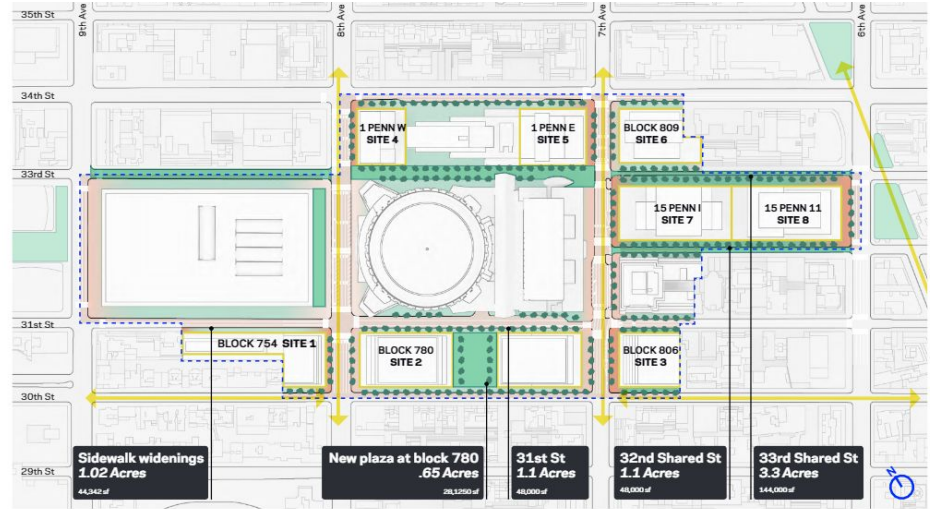 35th St
9th Ave
8th Ave
7th Ave
6th Ave
34th St
1 PENN W
SITE 4
1 PENN E
SITE 5
BLOCK 809
SITE 6
33rd St
15 PENN I
SITE 7
15 PENN 11
SITE 8
31st St
BLOCK 754 SITE 1
BLOCK 780
SITE 2
BLOCK 806
SITE 3
30th St
29th St
Sidewalk widenings
1.02 Acres
44,342 sf
New plaza at block 780
.65 Acres
28,1250 sf
31st St
1.1 Acres
48,000 sf
32nd Shared St
1.1 Acres
48,000 sf
33rd Shared St
3.3 Acres
144,000 sf
N